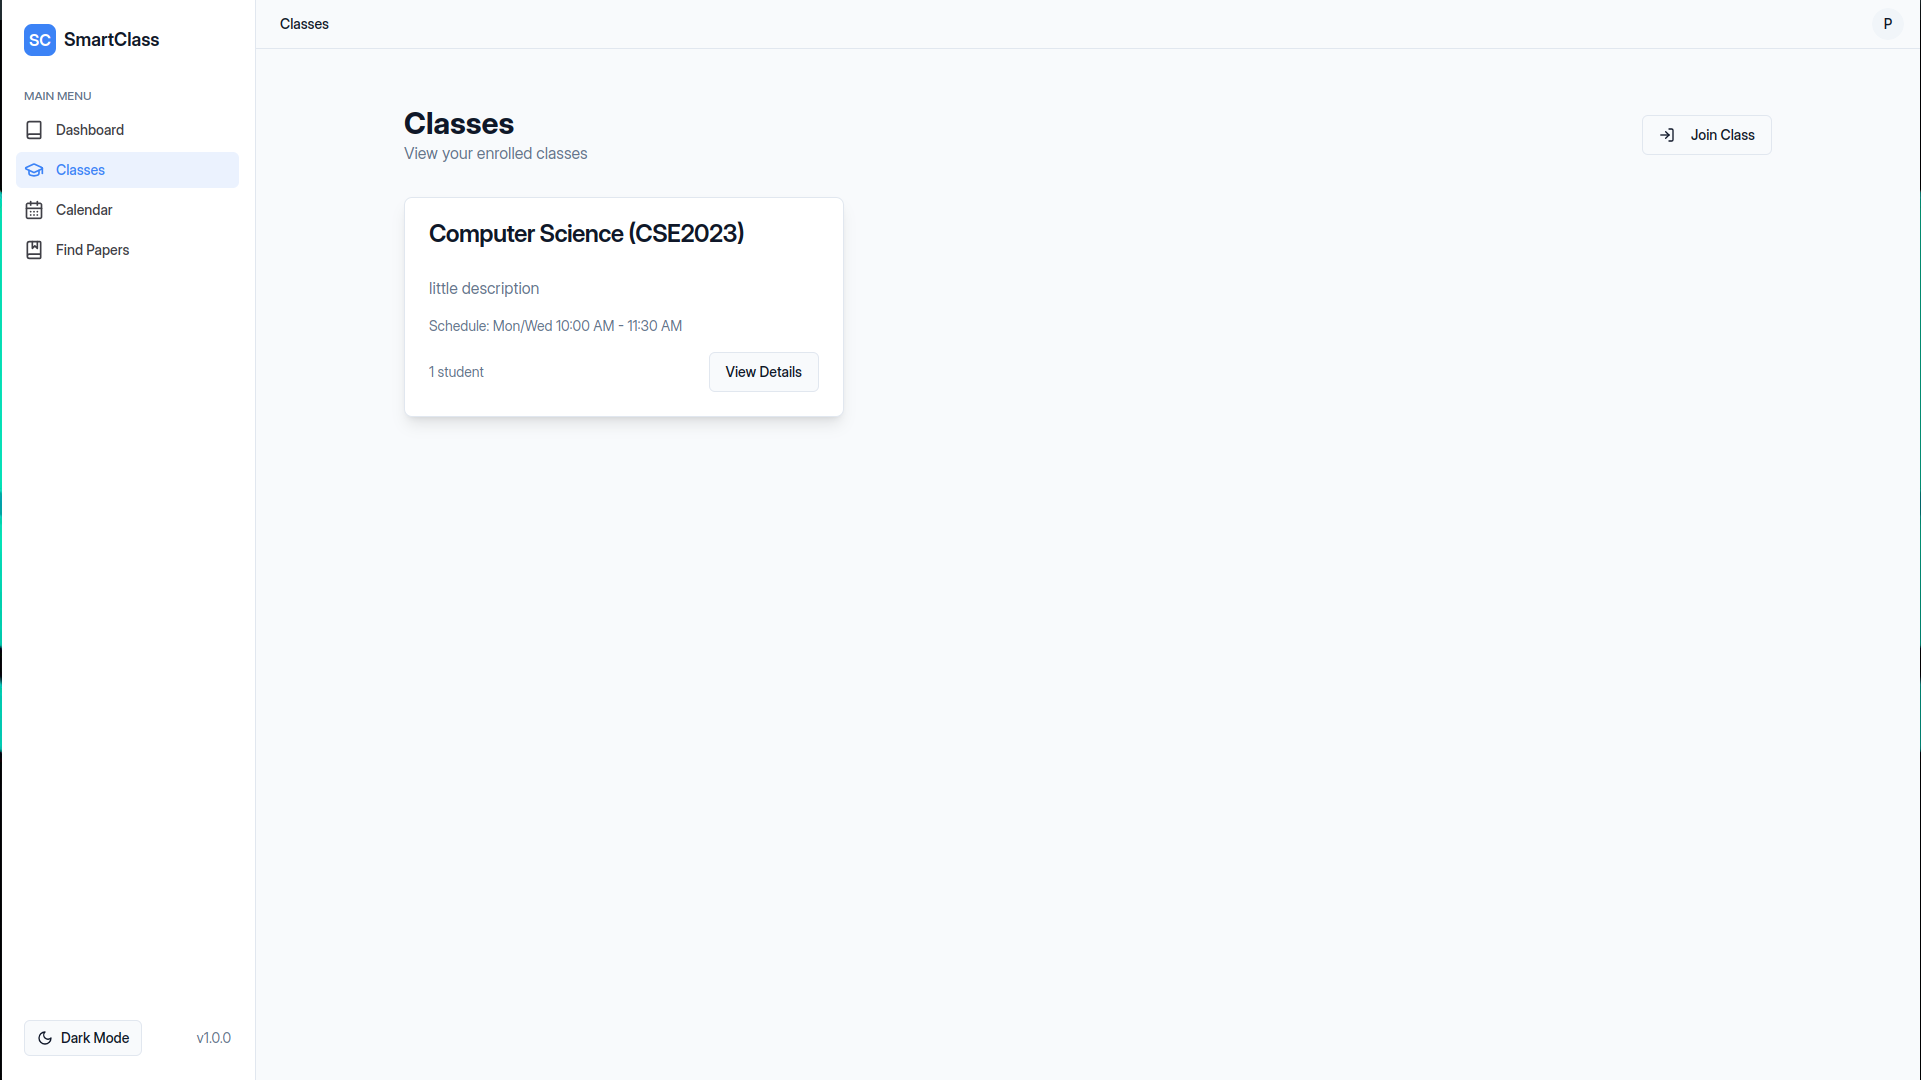 SC SmartClass
MAIN MENU
Dashboard
Classes
Calendar
Find Papers
Dark Mode
v1.0.0
Classes
P
Classes
View your enrolled classes
Join Class
Computer Science (CSE2023)
little description
Schedule: Mon/Wed 10:00 AM - 11:30 AM
1 student
View Details